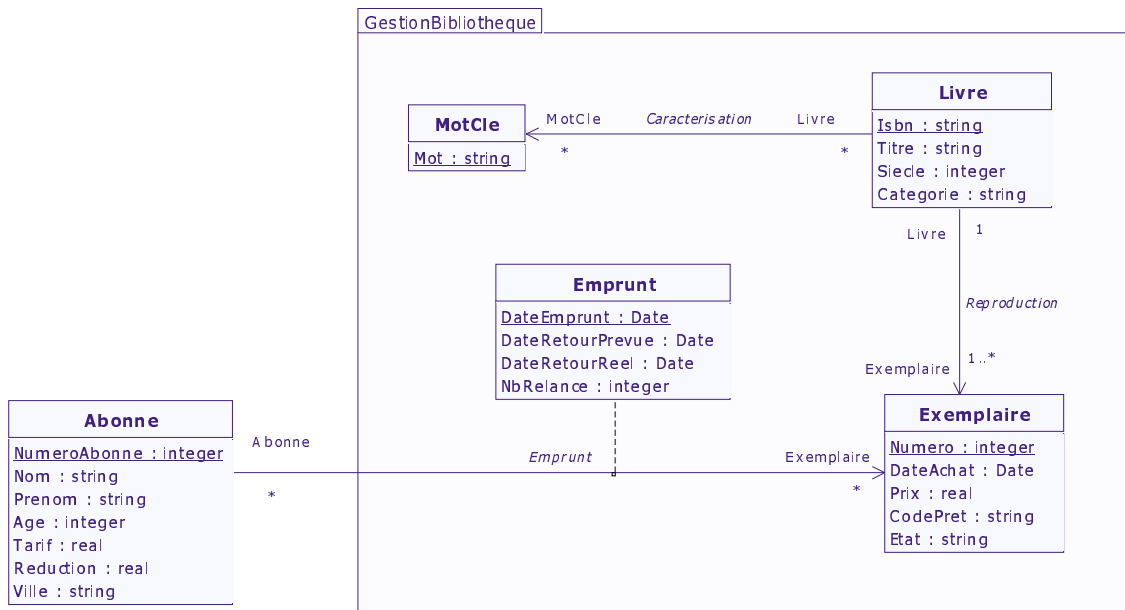 GestionBibliotheque
Livre
Isbn : string
Titre : string
Siecle : integer
Categorie : string
MotCle
Mot : string
MotCle
Caracterisation
Livre
*
*
Livre
1
Reproduction
1..*
Exemplaire
Emprunt
DateEmprunt : Date
DateRetourPrevue : Date
DateRetourReel : Date
NbRelance : integer
Abonne
NumeroAbonne : integer
Nom : string
Prenom : string
Age : integer
Tarif : real
Reduction : real
Ville : string
Abonne
*
Emprunt
Exemplaire
*
Exemplaire
Numero : integer
DateAchat : Date
Prix : real
CodePret : string
Etat : string